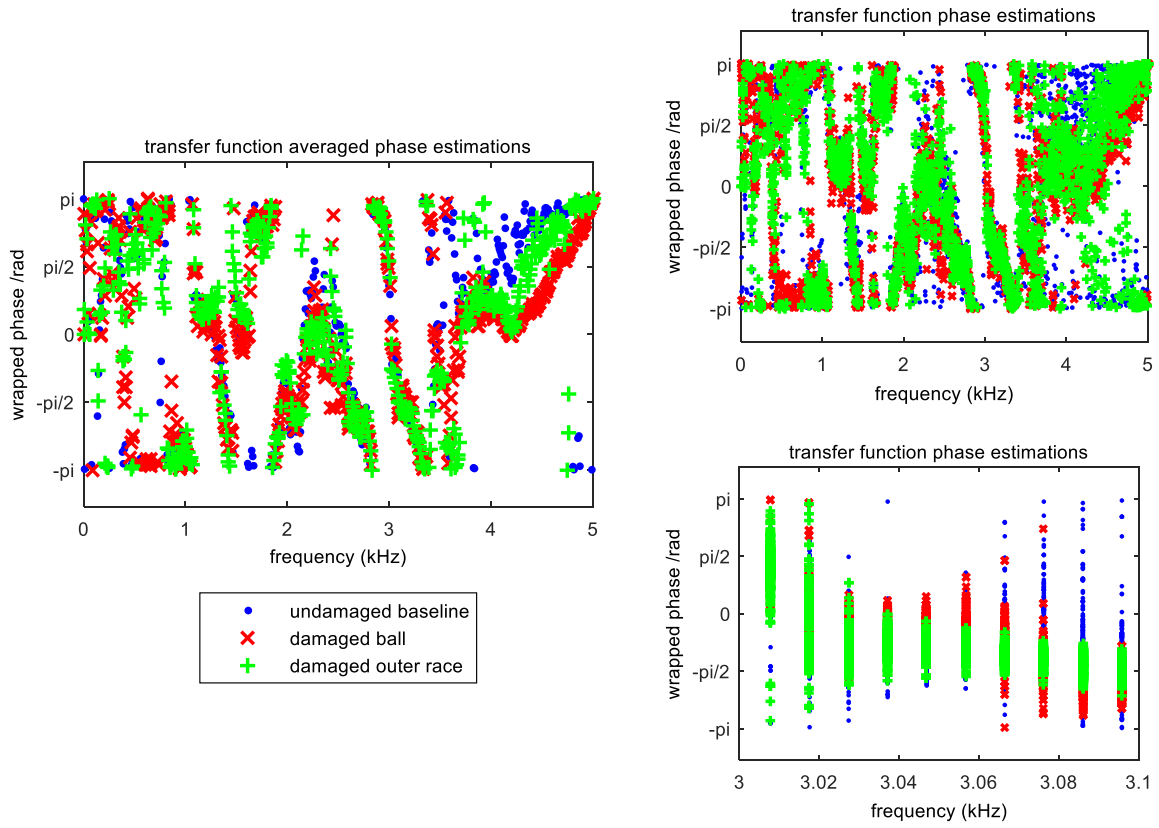 transfer function averaged phase estimations
wrapped phase /rad
pi
pi/2
0
-pi/2
-pi
0 1 2 3 4 5
frequency (kHz)
undamaged baseline
damaged ball
damaged outer race
transfer function phase estimations
wrapped phase /rad
pi
pi/2
0
-pi/2
-pi
0 1 2 3 4 5
frequency (kHz)
transfer function phase estimations
wrapped phase /rad
pi
pi/2
0
-pi/2
-pi
3 3.02 3.04 3.06 3.08 3.1
frequency (kHz)